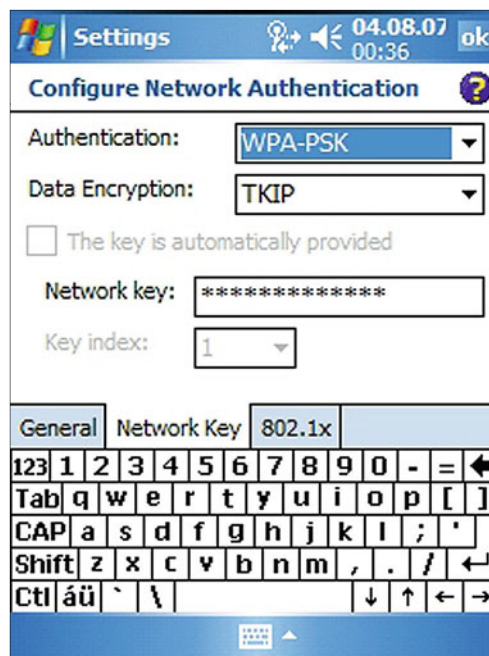 Settings
04.08.07
00:36
ok
Configure Network Authentication
?
Authentication: WPA-PSK
Data Encryption: TKIP
The key is automatically provided
Network key: *************
Key index: 1
General Network Key 802.1x
123 1 2 3 4 5 6 7 8 9 0 - =
Tab q w e r t y u i o p [ ]
CAP a s d f g h j k l ; '
Shift z x c v b n m , . /
Ctl áü ` \